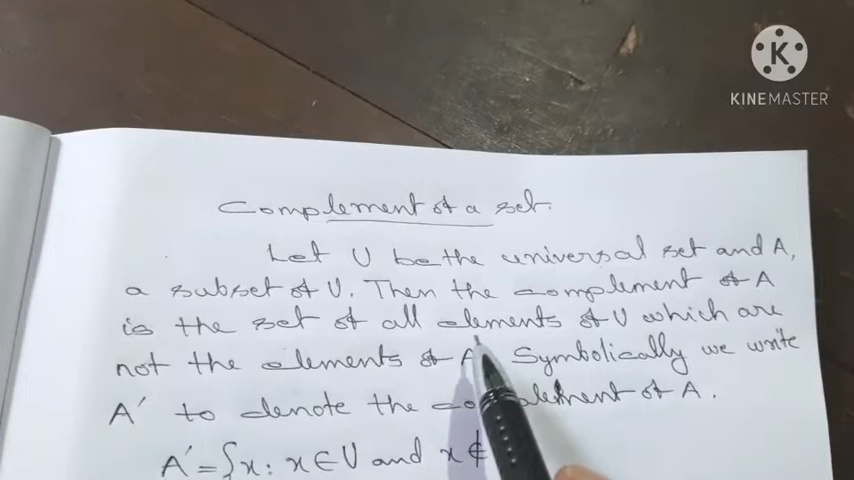 K
KINEMASTER
Complement of a set.
Let U be the universal set and A,
a subset of U. Then the complement of A
is the set of all elements of U which are
not the elements of A. Symbolically we write
A′ to denote the complement of A.
A′ = {x : x ∈ U and x ∉